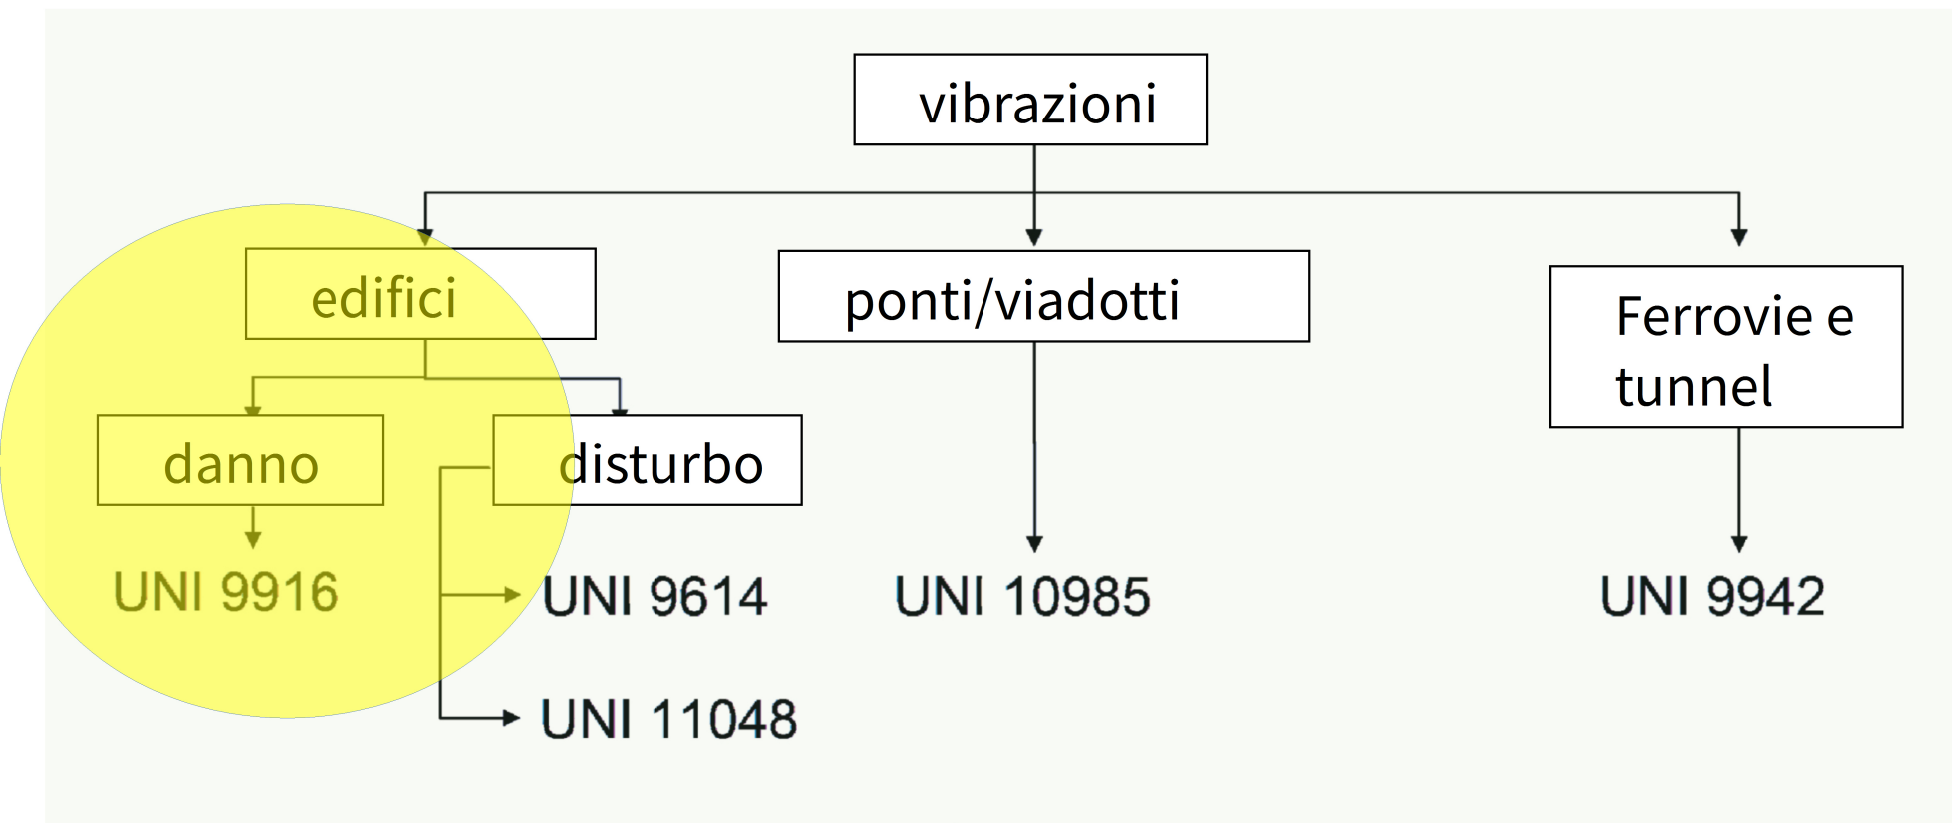 vibrazioni
edifici
ponti/viadotti
Ferrovie e
tunnel
danno
disturbo
UNI 9916
UNI 9614
UNI 10985
UNI 9942
UNI 11048